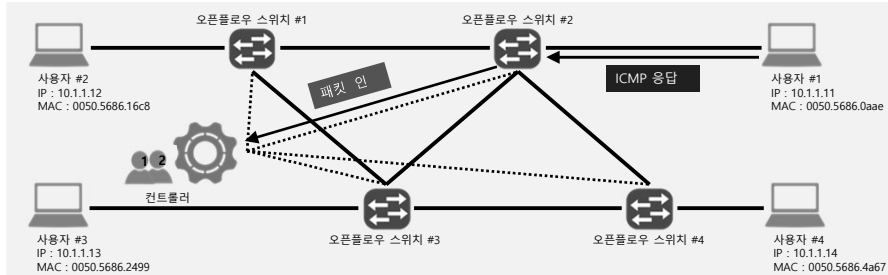 오픈플로우 스위치 #1
오픈플로우 스위치 #2
사용자 #2
IP : 10.1.1.12
MAC : 0050.5686.16c8
패킷 인
ICMP 응답
사용자 #1
IP : 10.1.1.11
MAC : 0050.5686.0aae
1 2
컨트롤러
사용자 #3
IP : 10.1.1.13
MAC : 0050.5686.2499
오픈플로우 스위치 #3
오픈플로우 스위치 #4
사용자 #4
IP : 10.1.1.14
MAC : 0050.5686.4a67